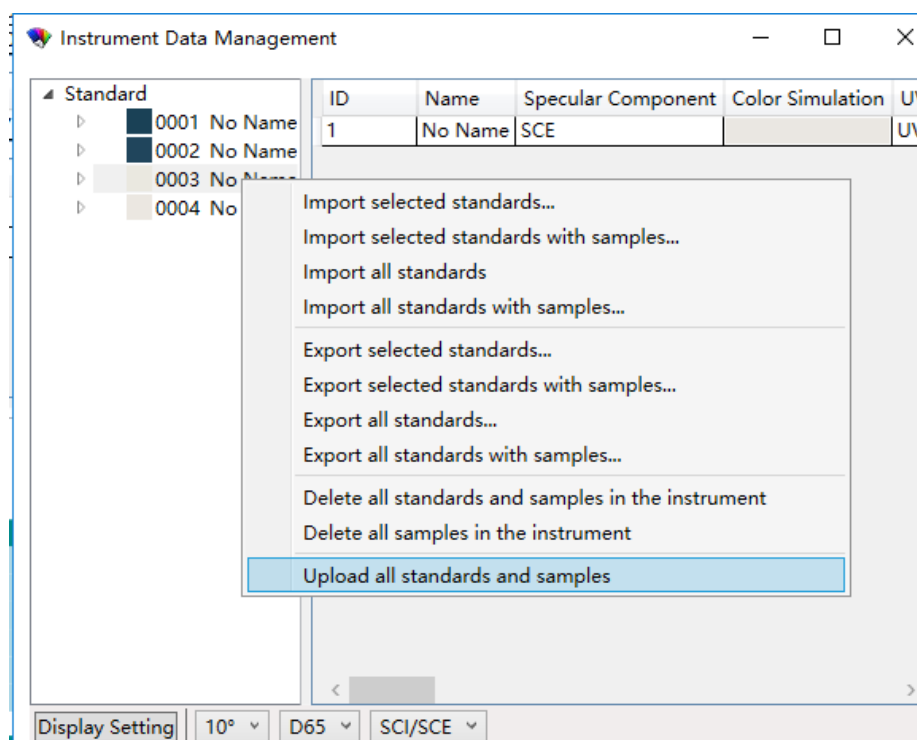 Instrument Data Management
Standard
0001 No Name
0002 No Name
0003 No Name
0004 No
ID Name Specular Component Color Simulation UV
1 No Name SCE UV
Import selected standards...
Import selected standards with samples...
Import all standards
Import all standards with samples...
Export selected standards...
Export selected standards with samples...
Export all standards...
Export all standards with samples...
Delete all standards and samples in the instrument
Delete all samples in the instrument
Upload all standards and samples
Display Setting 10° D65 SCI/SCE